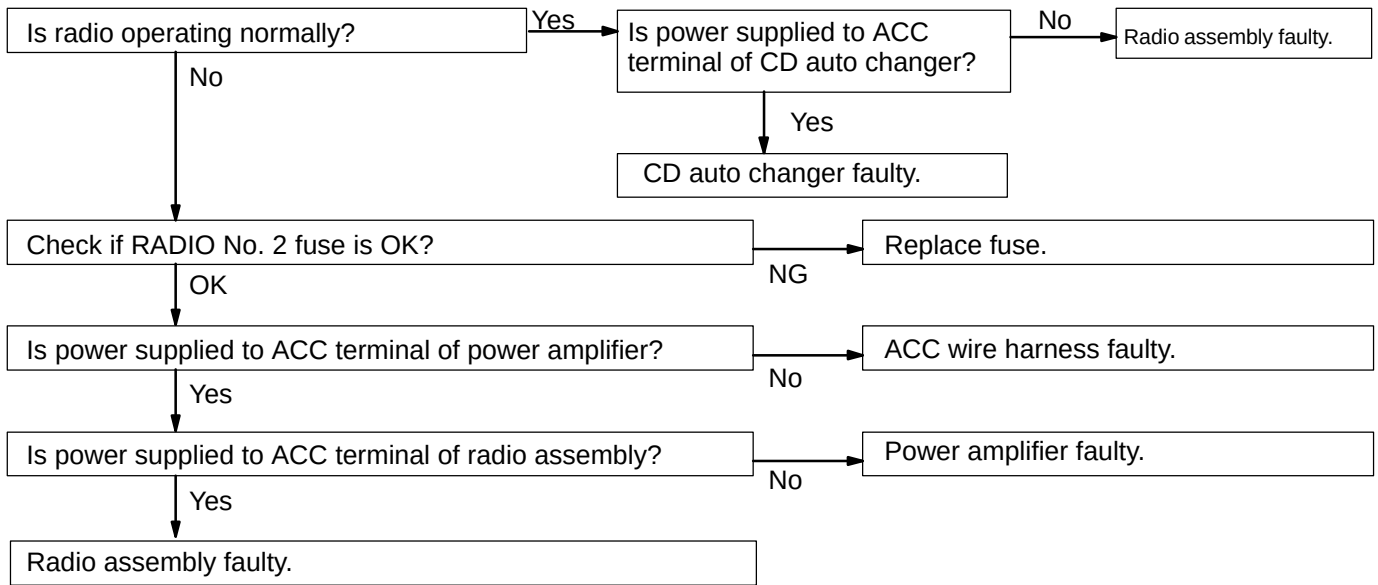 Is radio operating normally?
Yes
Is power supplied to ACC
terminal of CD auto changer?
No
Radio assembly faulty.
No
Yes
CD auto changer faulty.
Check if RADIO No. 2 fuse is OK?
NG
Replace fuse.
OK
Is power supplied to ACC terminal of power amplifier?
No
ACC wire harness faulty.
Yes
Is power supplied to ACC terminal of radio assembly?
No
Power amplifier faulty.
Yes
Radio assembly faulty.